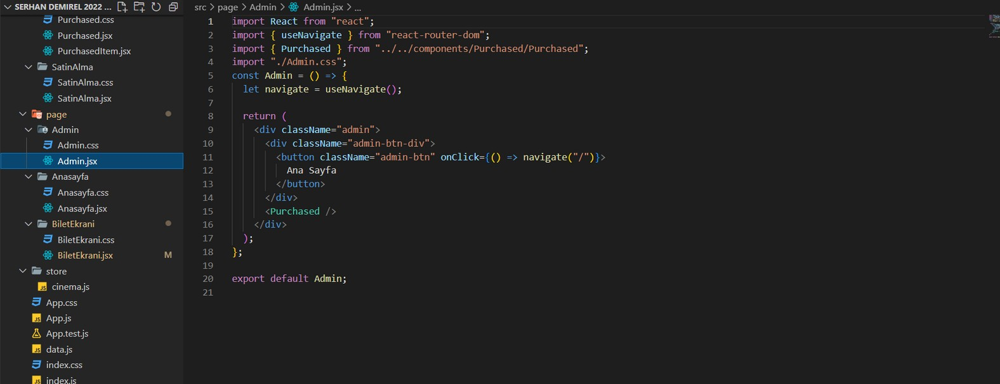 SERHAN DEMIREL 2022 ...
Purchased.css
Purchased.jsx
PurchasedItem.jsx
SatinAlma
SatinAlma.css
SatinAlma.jsx
page
Admin
Admin.css
Admin.jsx
Anasayfa
Anasayfa.css
Anasayfa.jsx
BiletEkrani
BiletEkrani.css
BiletEkrani.jsx M
store
JS cinema.js
App.css
JS App.js
App.test.js
JS data.js
index.css
JS index.js
src > page > Admin > Admin.jsx > ...
1 import React from "react";
2 import { useNavigate } from "react-router-dom";
3 import { Purchased } from "../../components/Purchased/Purchased";
4 import "./Admin.css";
5 const Admin = () => {
6 let navigate = useNavigate();
7
8 return (
9 <div className="admin">
10 <div className="admin-btn-div">
11 <button className="admin-btn" onClick={() => navigate("/")}>
12 Ana Sayfa
13 </button>
14 </div>
15 <Purchased />
16 </div>
17 );
18 };
19
20 export default Admin;
21